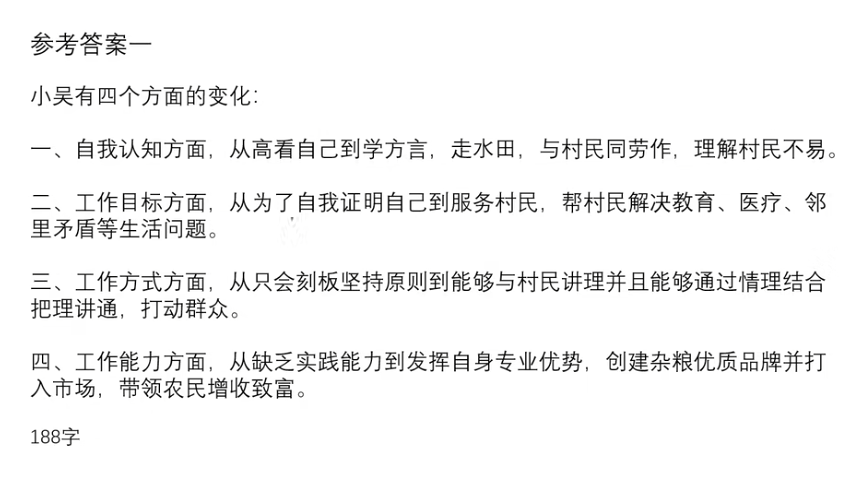 参考答案一
小吴有四个方面的变化：
一、自我认知方面，从高看自己到学方言，走水田，与村民同劳作，理解村民不易。
二、工作目标方面，从为了自我证明自己到服务村民，帮村民解决教育、医疗、邻
里矛盾等生活问题。
三、工作方式方面，从只会刻板坚持原则到能够与村民讲理并且能够通过情理结合
把理讲通，打动群众。
四、工作能力方面，从缺乏实践能力到发挥自身专业优势，创建杂粮优质品牌并打
入市场，带领农民增收致富。
188字